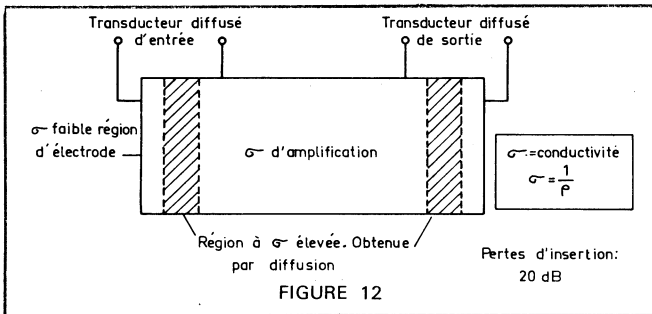 Transducteur diffusé
d'entrée
Transducteur diffusé
de sortie
σ faible région
d'électrode
σ d'amplification
σ = conductivité
σ = 1/ρ
Région à σ élevée. Obtenue
par diffusion
Pertes d'insertion:
20 dB
FIGURE 12